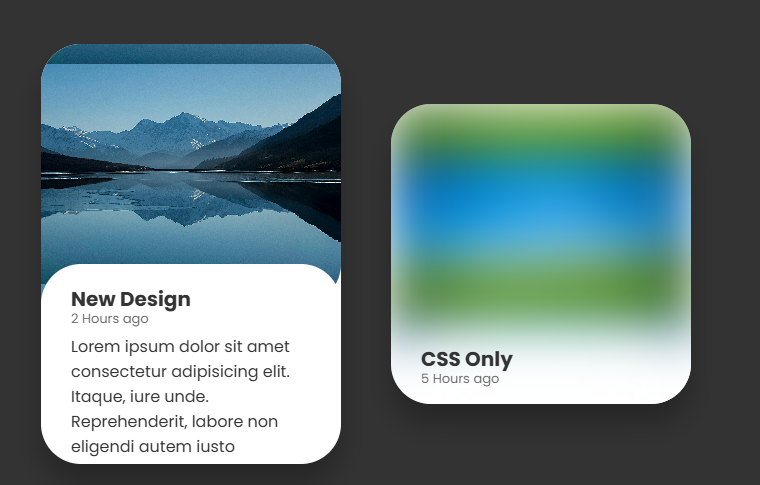 New Design
2 Hours ago
Lorem ipsum dolor sit amet
consectetur adipisicing elit.
Itaque, iure unde.
Reprehenderit, labore non
eligendi autem iusto
CSS Only
5 Hours ago